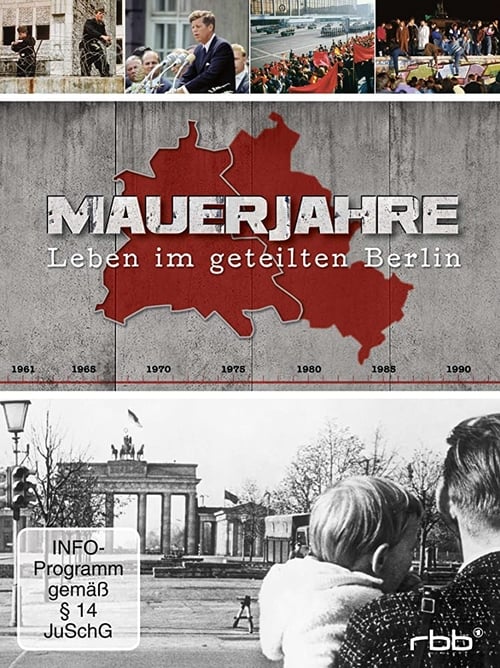 MAUERJAHRE
Leben im geteilten Berlin
1961 1965 1970 1975 1980 1985 1990
INFO-
Programm
gemäß
§ 14
JuSchG
rbb